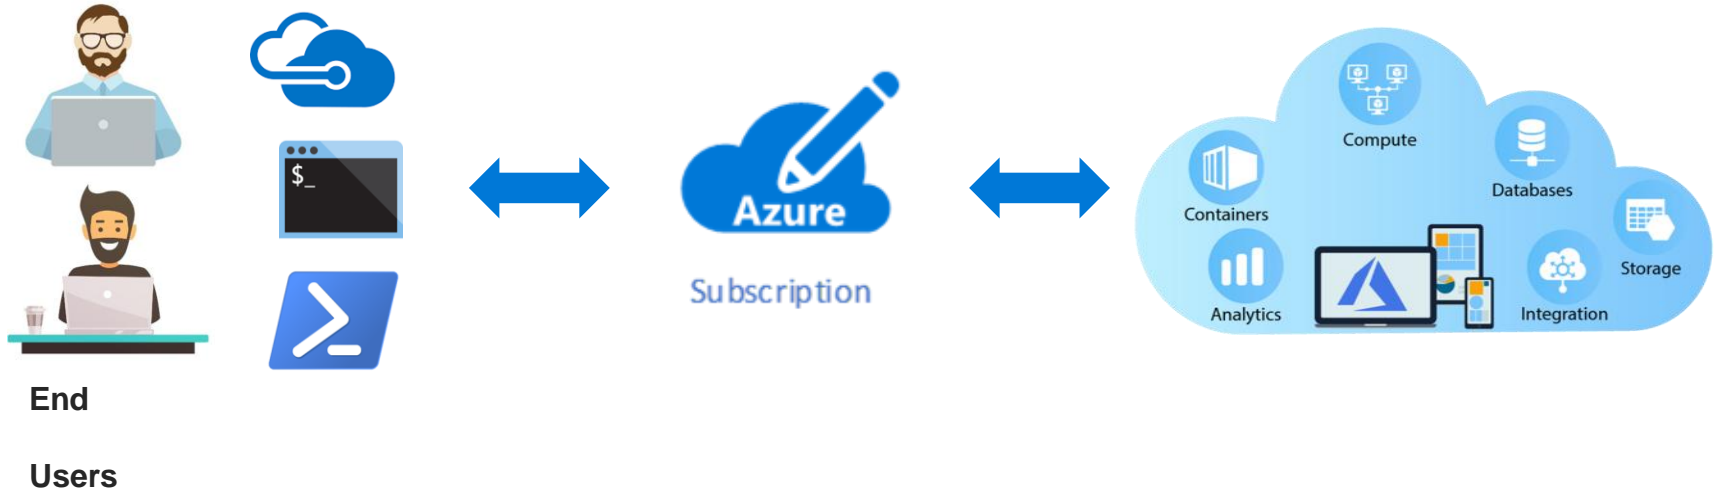 $_
End
Users
Azure
Subscription
Compute
Databases
Containers
Storage
Analytics
Integration